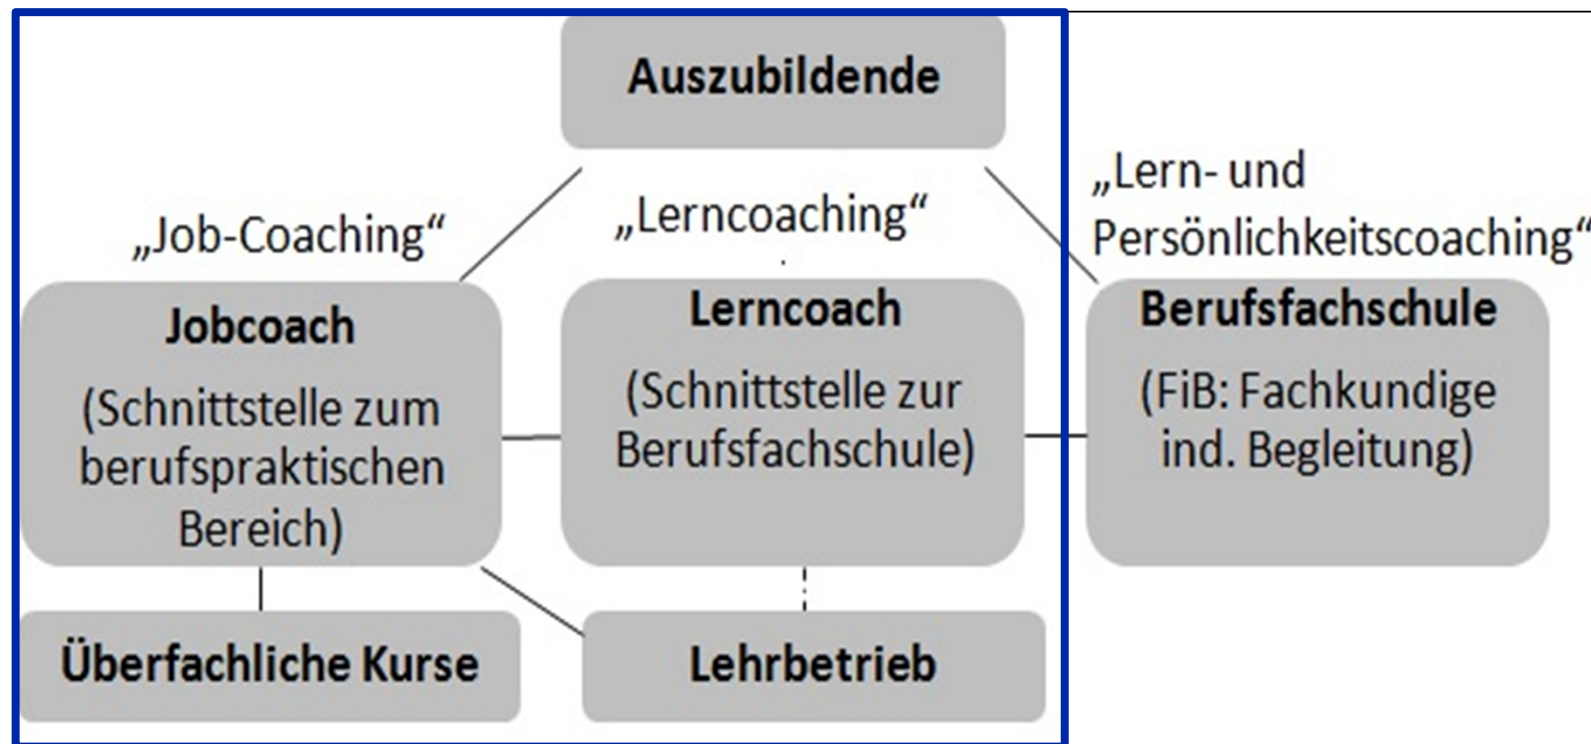 Auszubildende
„Job-Coaching“
„Lerncoaching“
„Lern- und
Persönlichkeitscoaching“
Jobcoach
(Schnittstelle zum
berufspraktischen
Bereich)
Lerncoach
(Schnittstelle zur
Berufsfachschule)
Berufsfachschule
(FiB: Fachkundige
ind. Begleitung)
Überfachliche Kurse
Lehrbetrieb